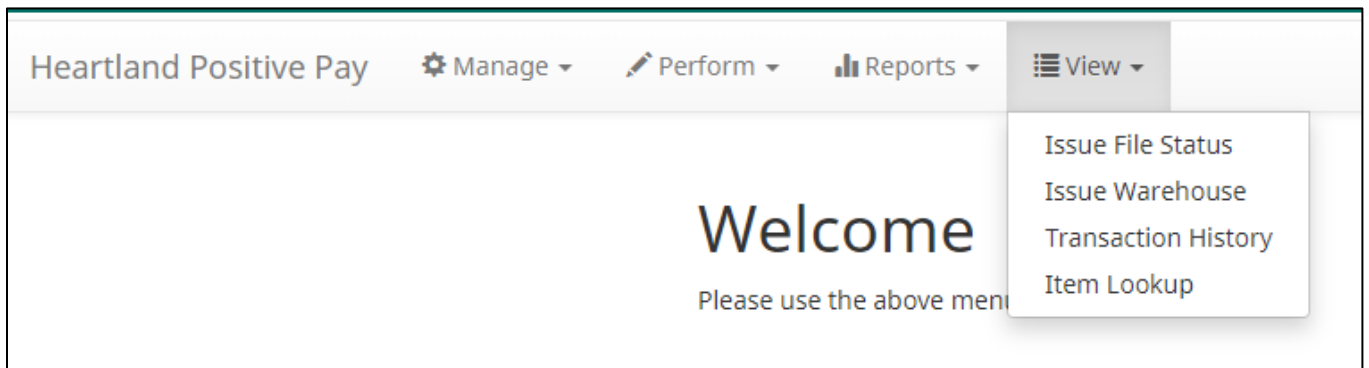 Heartland Positive Pay Manage Perform Reports View
Issue File Status
Issue Warehouse
Transaction History
Item Lookup
Welcome
Please use the above